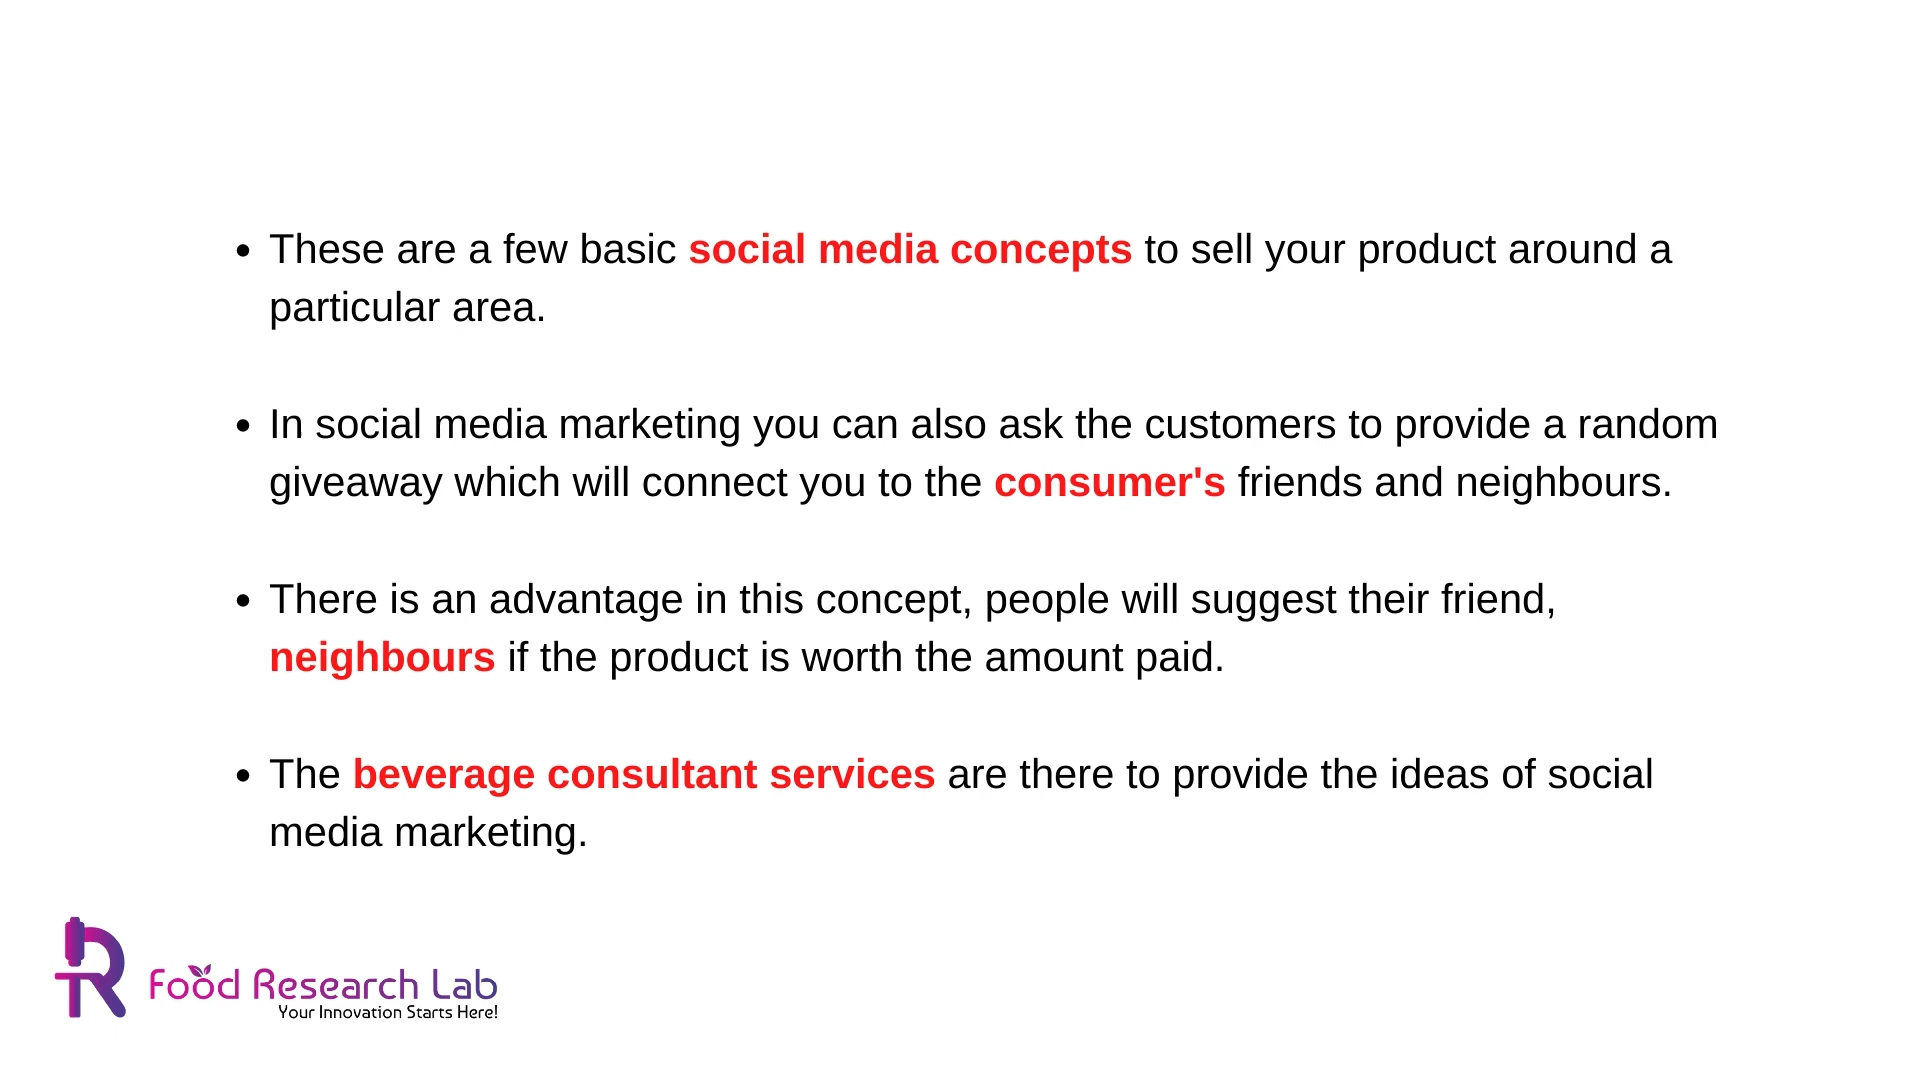 • These are a few basic social media concepts to sell your product around a
particular area.
• In social media marketing you can also ask the customers to provide a random
giveaway which will connect you to the consumer's friends and neighbours.
• There is an advantage in this concept, people will suggest their friend,
neighbours if the product is worth the amount paid.
• The beverage consultant services are there to provide the ideas of social
media marketing.
Food Research Lab
Your Innovation Starts Here!